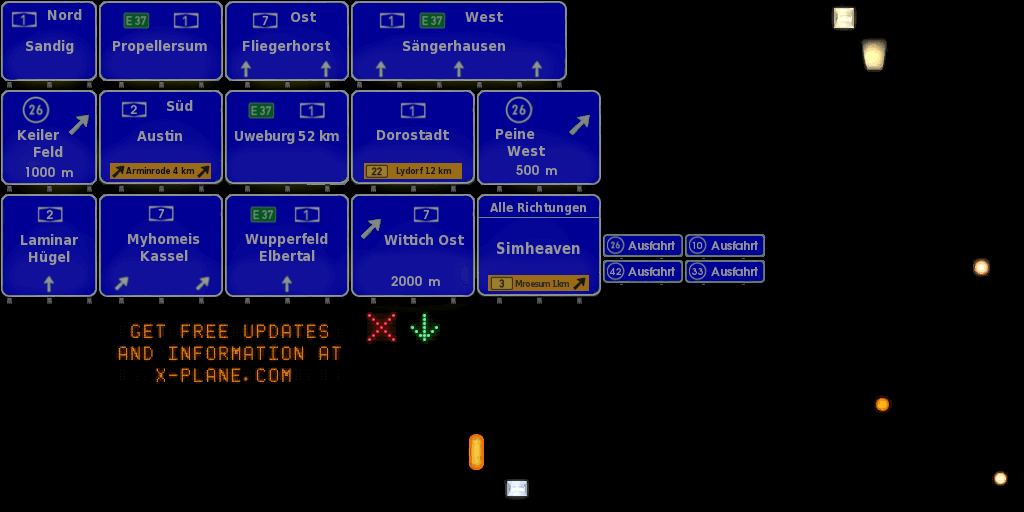 1 Nord
Sandig
E 37 1
Propellersum
7 Ost
Fliegerhorst
1 E 37 West
Sängerhausen
26
Keiler
Feld
1000 m
2 Süd
Austin
Arminrode 4 km
E 37 1
Uweburg 52 km
1
Dorostadt
22 Lydorf 12 km
26
Peine
West
500 m
2
Laminar
Hügel
7
Myhomeis
Kassel
E 37 1
Wupperfeld
Elbertal
7
Wittich Ost
2000 m
Alle Richtungen
Simheaven
3 Mroesum 1km
26 Ausfahrt
10 Ausfahrt
42 Ausfahrt
33 Ausfahrt
GET FREE UPDATES
AND INFORMATION AT
X-PLANE.COM